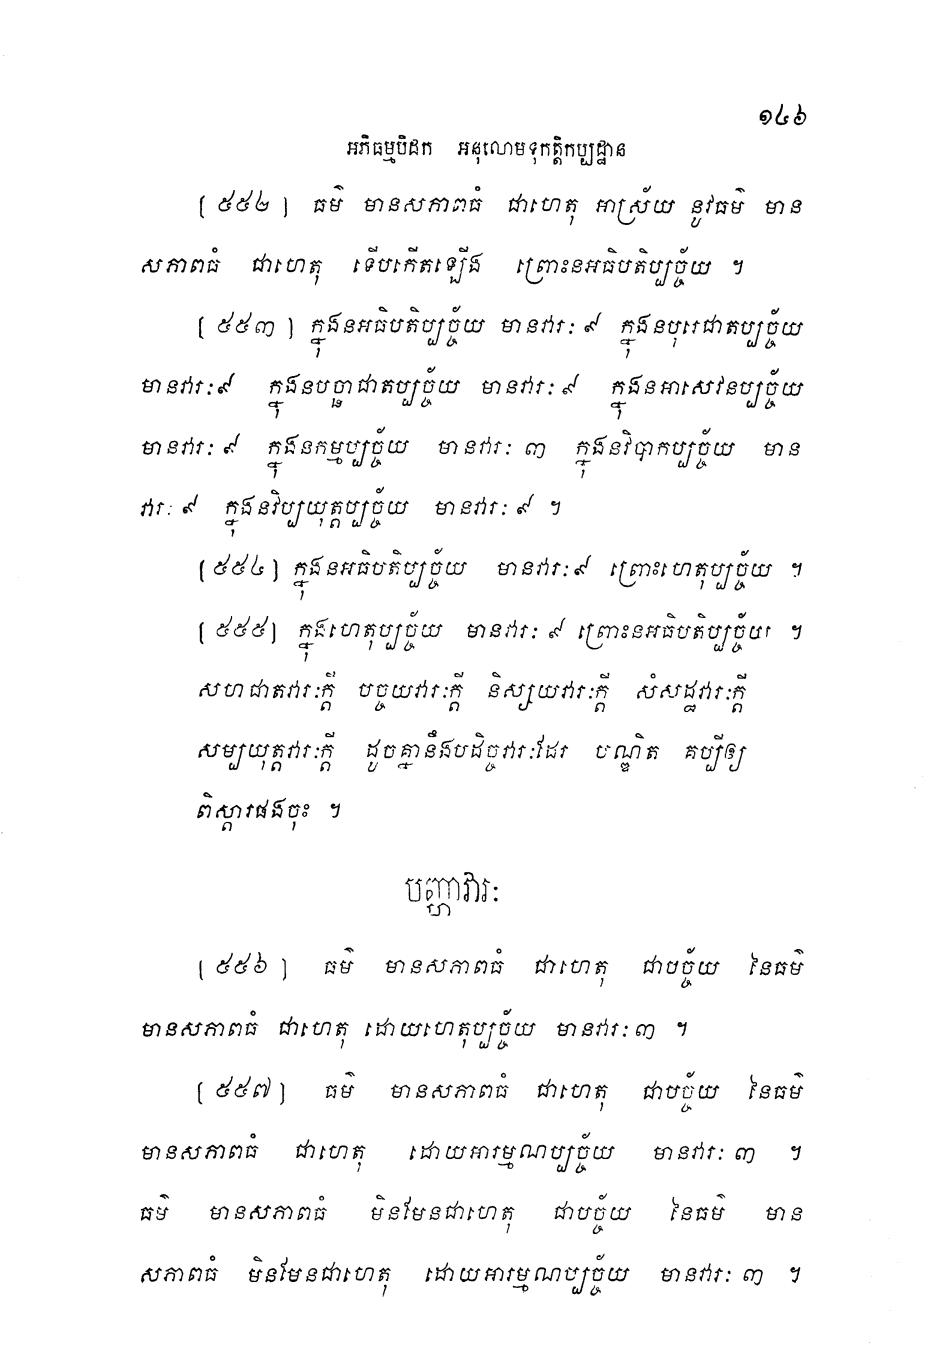 ១៤៦
អភិធម្មបិដក អនុលោមទុកត្តិកប្បដ្ឋាន
(៥៥២) ធម៌ មានសភាពធំ ជាហេតុ អាស្រ័យ នូវធម៌ មាន
សភាពធំ ជាហេតុ ទើបកើតឡើង ព្រោះនអធិបតិប្បច្ច័យ ។
(៥៥៣) ក្នុងនអធិបតិប្បច្ច័យ មានវារៈ ៩ ក្នុងនបុរេជាតប្បច្ច័យ
មានវារៈ ៩ ក្នុងនបច្ឆាជាតប្បច្ច័យ មានវារៈ ៩ ក្នុងនអាសេវនប្បច្ច័យ
មានវារៈ ៩ ក្នុងនកម្មប្បច្ច័យ មានវារៈ ៣ ក្នុងនវិបាកប្បច្ច័យ មាន
វារៈ ៩ ក្នុងនវិប្បយុត្តប្បច្ច័យ មានវារៈ ៩ ។
(៥៥៤) ក្នុងនអធិបតិប្បច្ច័យ មានវារៈ ៩ ព្រោះហេតុប្បច្ច័យ ។
(៥៥៥) ក្នុងហេតុប្បច្ច័យ មានវារៈ ៩ ព្រោះនអធិបតិប្បច្ច័យ ។
សហជាតវារៈក្តី បច្ចយវារៈក្តី និស្សយវារៈក្តី សំសដ្ឋវារៈក្តី
សម្បយុត្តវារៈក្តី ដូចគ្នានឹងបដិច្ចវារៈដែរ បណ្ឌិត គប្បីឲ្យ
ពិស្តារផងចុះ ។
បញ្ហាវារៈ
(៥៥៦) ធម៌ មានសភាពធំ ជាហេតុ ជាបច្ច័យ នៃធម៌
មានសភាពធំ ជាហេតុ ដោយហេតុប្បច្ច័យ មានវារៈ ៣ ។
(៥៥៧) ធម៌ មានសភាពធំ ជាហេតុ ជាបច្ច័យ នៃធម៌
មានសភាពធំ ជាហេតុ ដោយអារម្មណប្បច្ច័យ មានវារៈ ៣ ។
ធម៌ មានសភាពធំ មិនមែនជាហេតុ ជាបច្ច័យ នៃធម៌ មាន
សភាពធំ មិនមែនជាហេតុ ដោយអារម្មណប្បច្ច័យ មានវារៈ ៣ ។